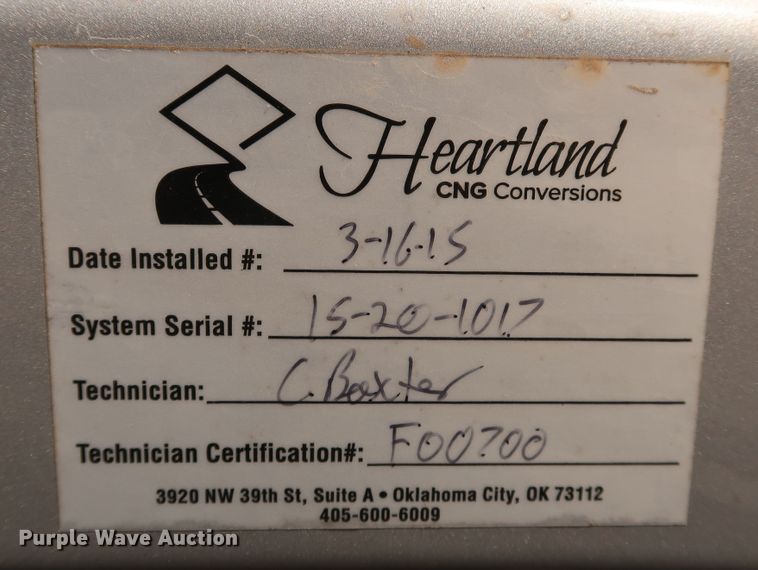 Heartland
CNG Conversions
Date Installed #: 3-16-15
System Serial #: 15-20-1017
Technician: C. Baxter
Technician Certification#: F00700
3920 NW 39th St, Suite A • Oklahoma City, OK 73112
405-600-6009
Purple Wave Auction